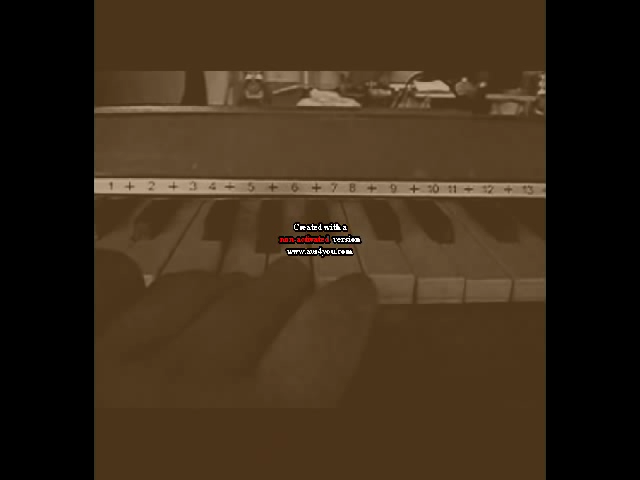 1 + 2 + 3 4 + 5 + 6 + 7 8 + 9 + 10 11 + 12 + 13 +
Created with a
non-activated version
www.avs4you.com